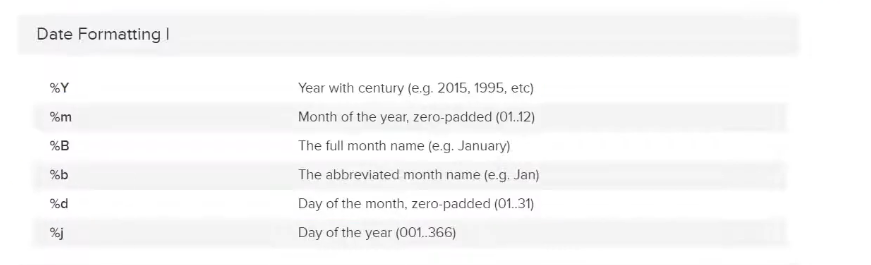 Date Formatting I
%Y Year with century (e.g. 2015, 1995, etc)
%m Month of the year, zero-padded (01..12)
%B The full month name (e.g. January)
%b The abbreviated month name (e.g. Jan)
%d Day of the month, zero-padded (01..31)
%j Day of the year (001..366)